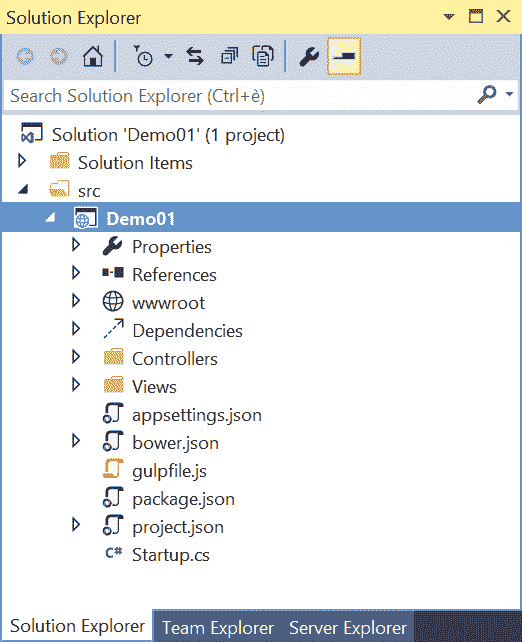 Solution Explorer
Search Solution Explorer (Ctrl+è)
Solution 'Demo01' (1 project)
Solution Items
src
Demo01
Properties
References
wwwroot
Dependencies
Controllers
Views
appsettings.json
bower.json
gulpfile.js
package.json
project.json
C# Startup.cs
Solution Explorer Team Explorer Server Explorer